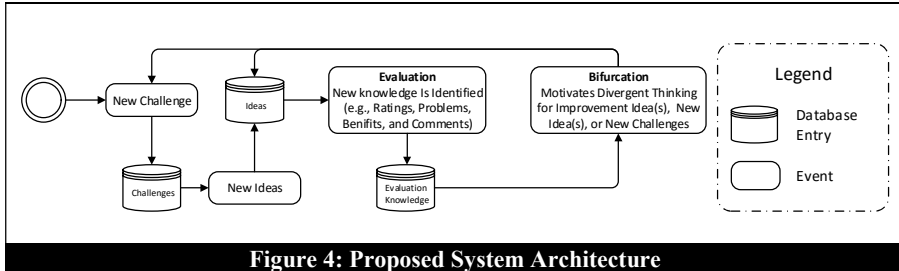 New Challenge
Challenges
New Ideas
Ideas
Evaluation
New knowledge Is Identified
(e.g., Ratings, Problems,
Benifits, and Comments)
Evaluation
Knowledge
Bifurcation
Motivates Divergent Thinking
for Improvement Idea(s), New
Idea(s), or New Challenges
Legend
Database
Entry
Event
Figure 4: Proposed System Architecture